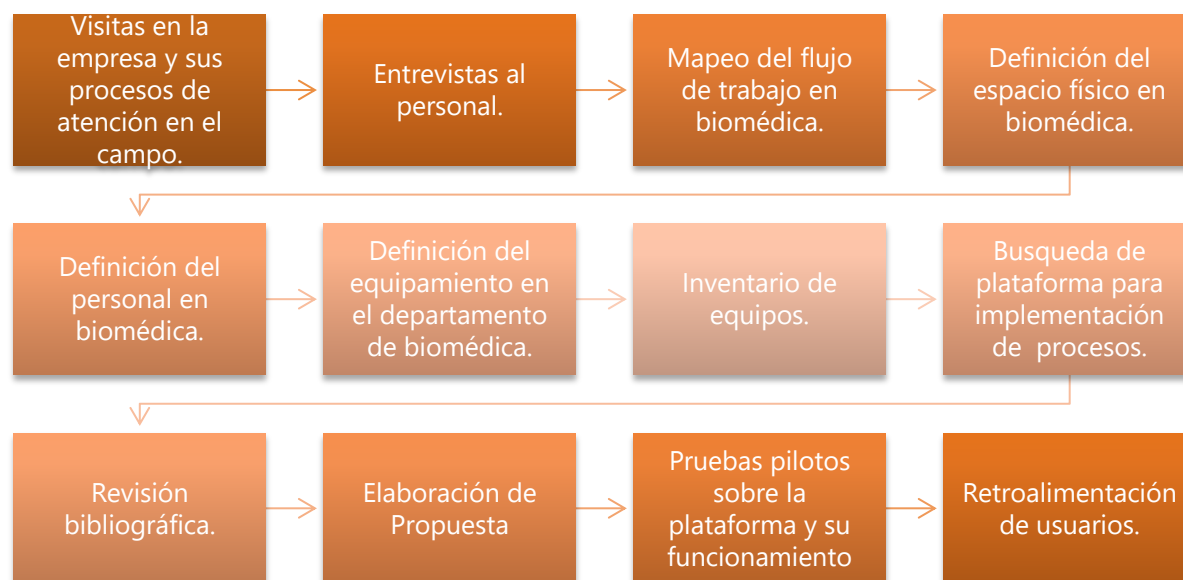 Visitas en la
empresa y sus
procesos de
atención en el
campo.
Entrevistas al
personal.
Mapeo del flujo
de trabajo en
biomédica.
Definición del
espacio físico en
biomédica.
Definición del
personal en
biomédica.
Definición del
equipamiento en
el departamento
de biomédica.
Inventario de
equipos.
Busqueda de
plataforma para
implementación
de procesos.
Revisión
bibliográfica.
Elaboración de
Propuesta
Pruebas pilotos
sobre la
plataforma y su
funcionamiento
Retroalimentación
de usuarios.